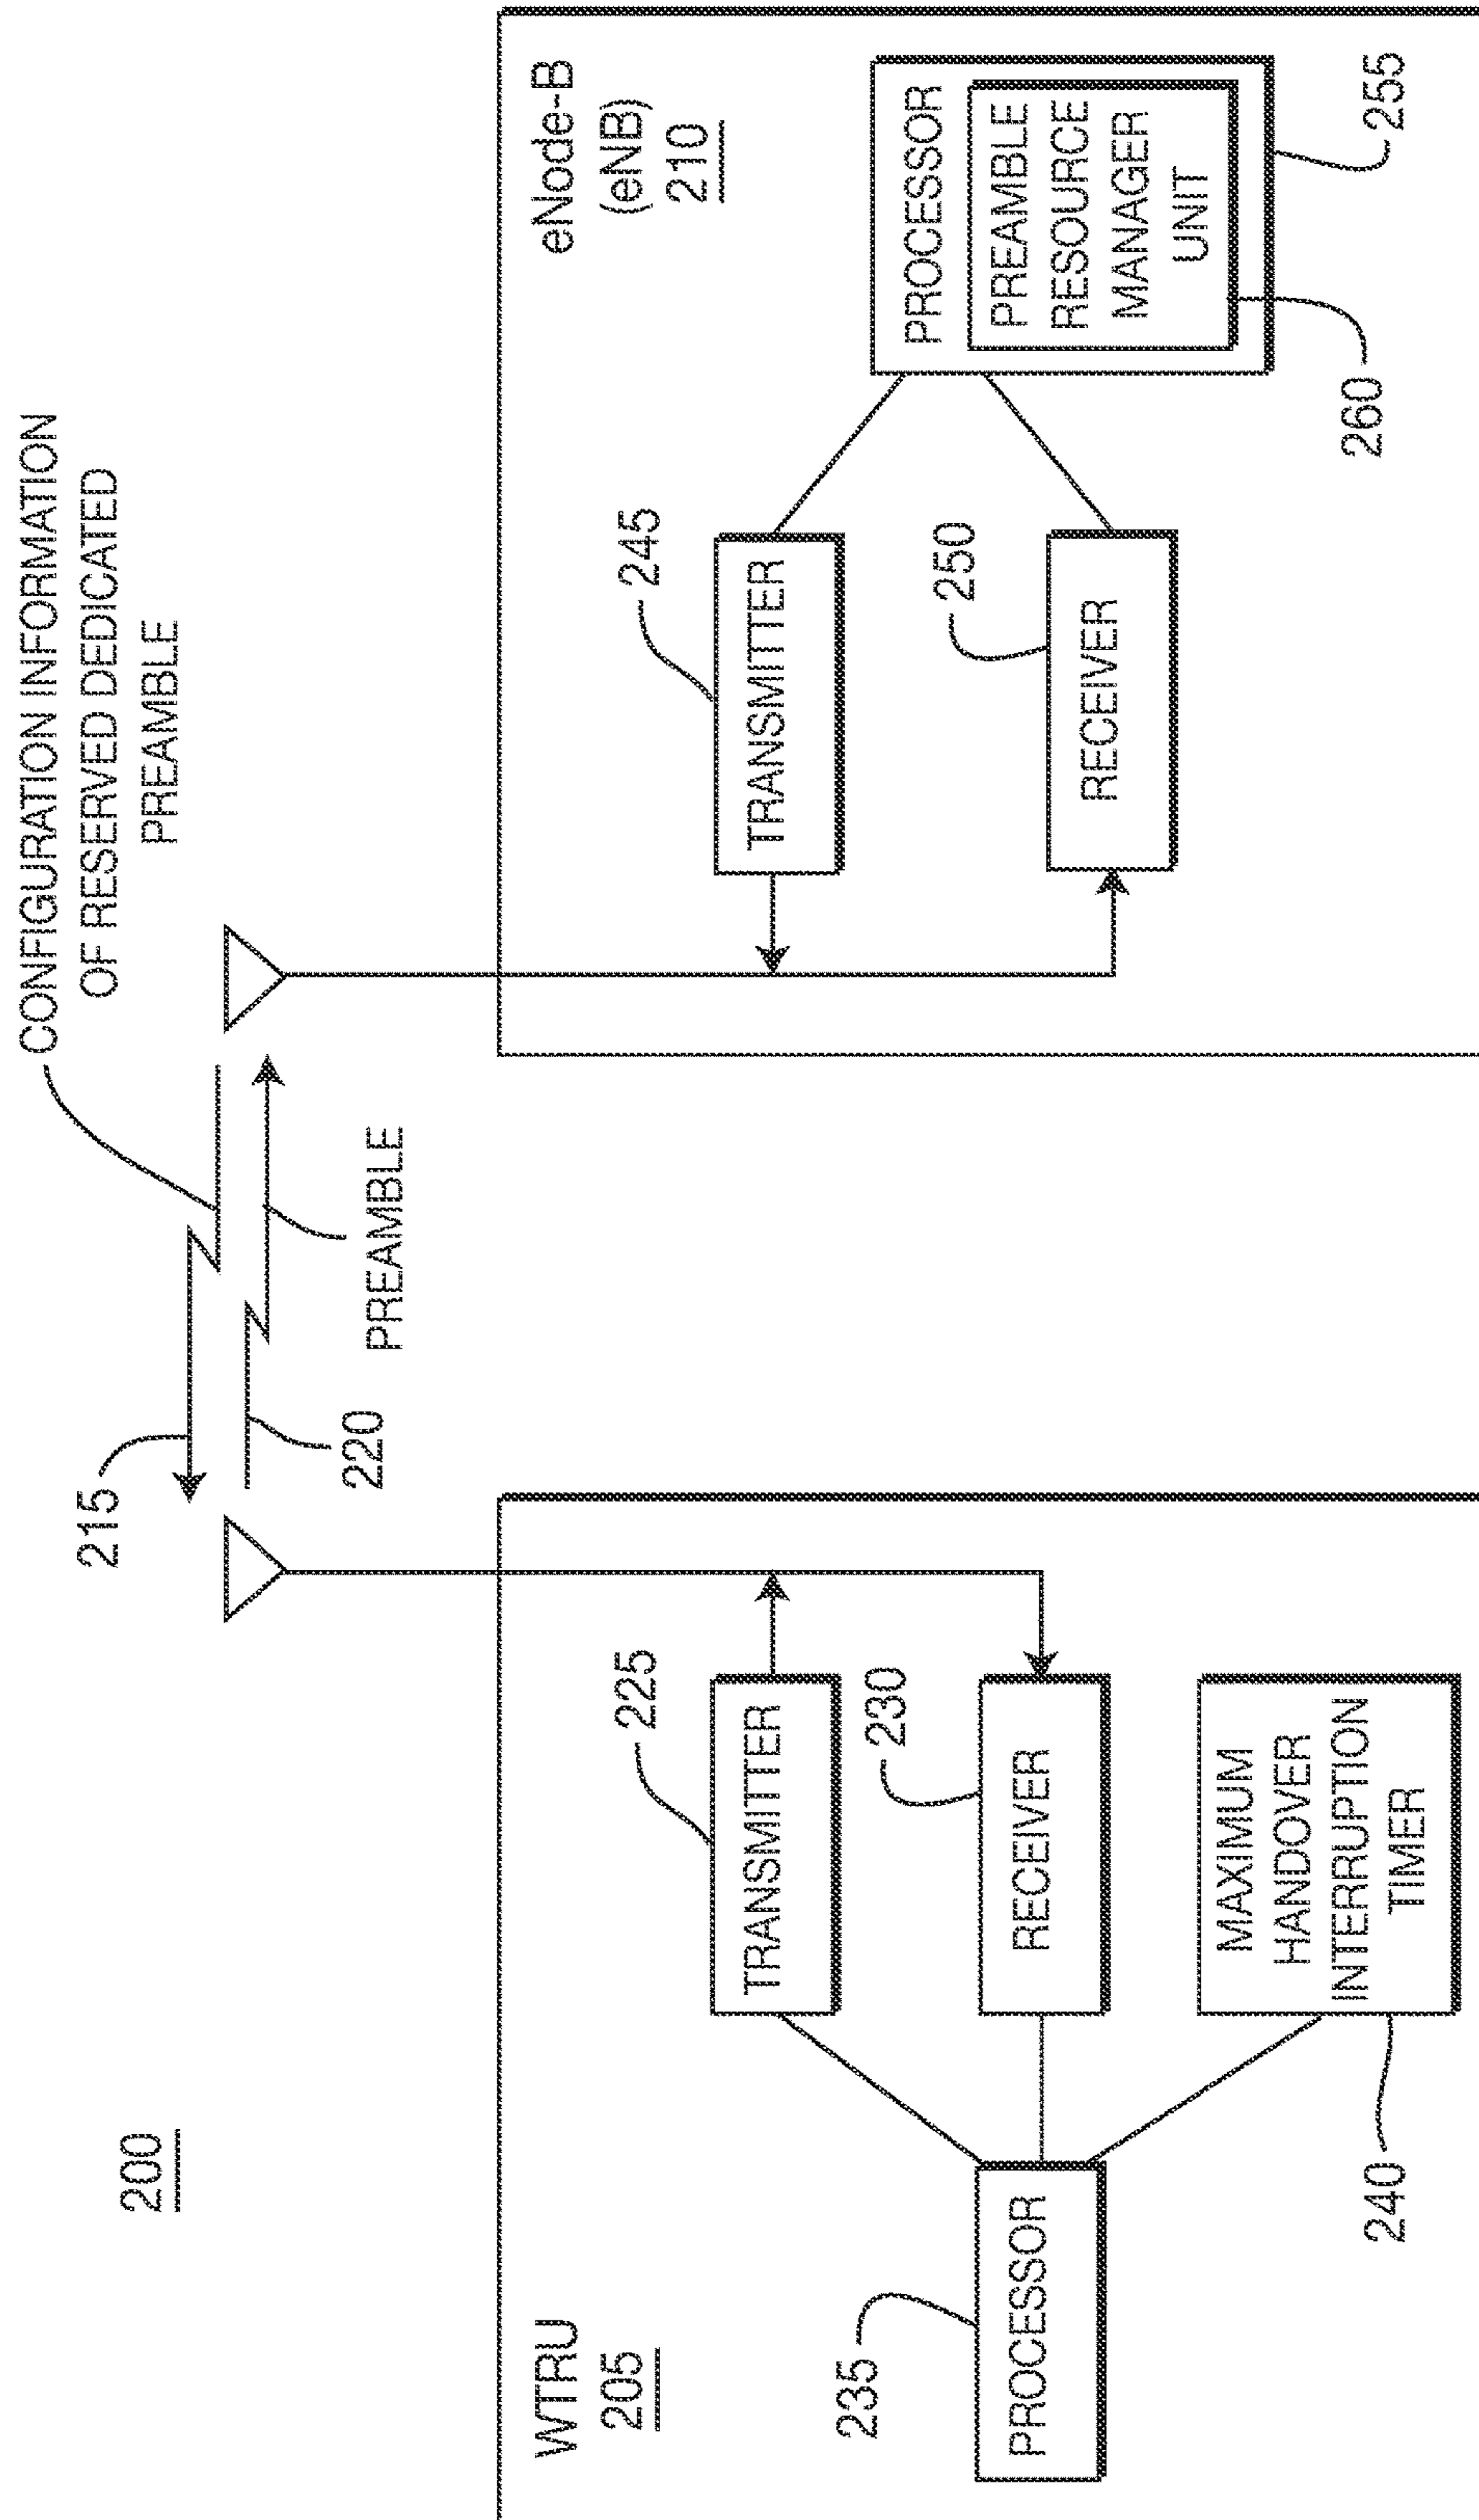 200
215
CONFIGURATION INFORMATION
OF RESERVED DEDICATED
PREAMBLE
220
PREAMBLE
WTRU
205
225
TRANSMITTER
230
RECEIVER
235
PROCESSOR
MAXIMUM
HANDOVER
INTERRUPTION
TIMER
240
eNode-B
(eNB)
210
245
TRANSMITTER
250
RECEIVER
PROCESSOR
PREAMBLE
RESOURCE
MANAGER
UNIT
260
255